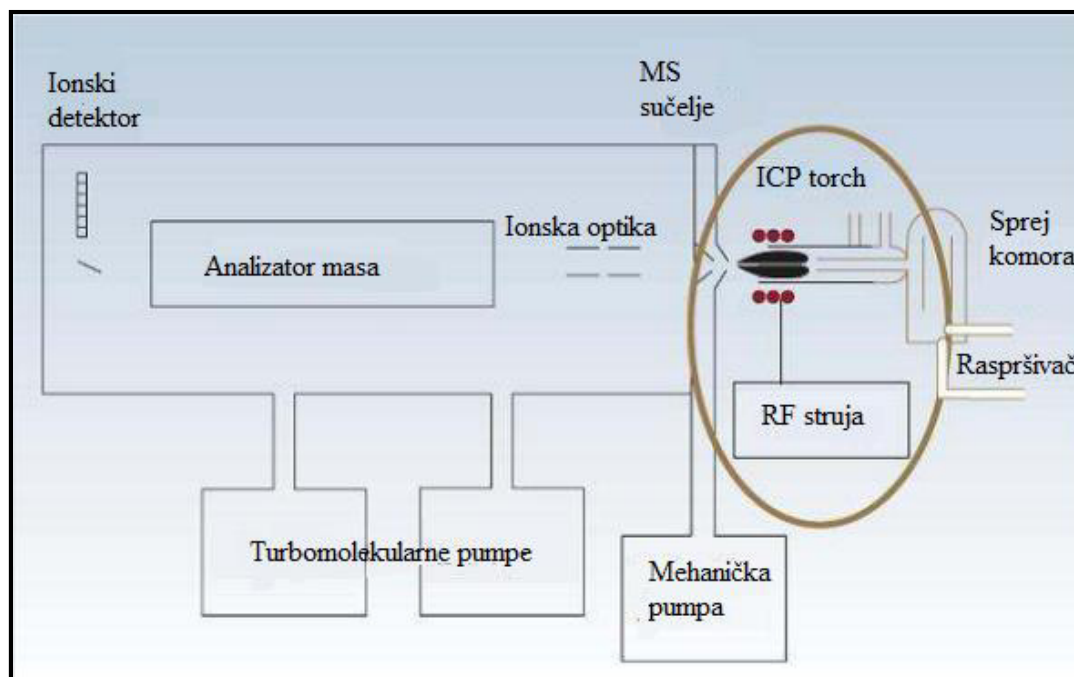 Ionski
detektor
MS
sučelje
ICP torch
Sprej
komora
Ionska optika
Analizator masa
Raspršivač
RF struja
Turbomolekularne pumpe
Mehanička
pumpa